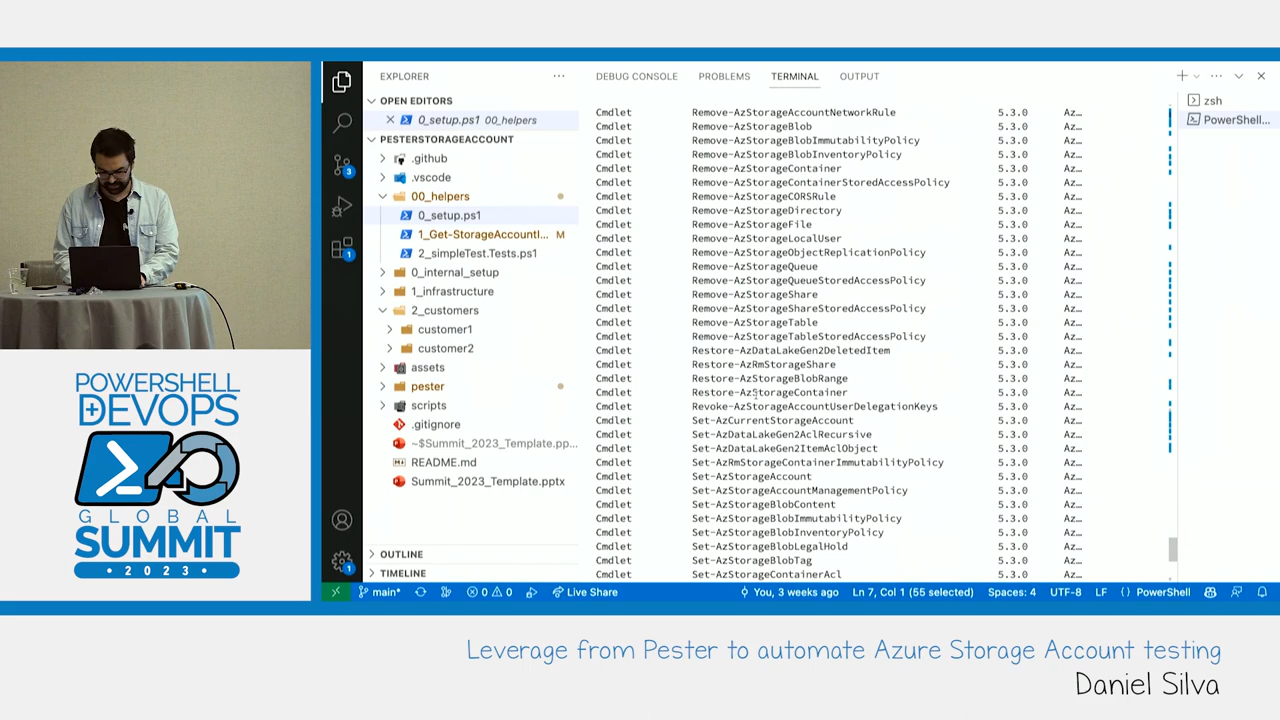 EXPLORER
OPEN EDITORS
0_setup.ps1 00_helpers
PESTERSTORAGEACCOUNT
.github
.vscode
00_helpers
0_setup.ps1
1_Get-StorageAccountI... M
2_simpleTest.Tests.ps1
0_internal_setup
1_infrastructure
2_customers
customer1
customer2
assets
pester
scripts
.gitignore
~$Summit_2023_Template.pp...
README.md
Summit_2023_Template.pptx
OUTLINE
TIMELINE
3
1
1
DEBUG CONSOLE PROBLEMS TERMINAL OUTPUT
Cmdlet Remove-AzStorageAccountNetworkRule 5.3.0 Az…
Cmdlet Remove-AzStorageBlob 5.3.0 Az…
Cmdlet Remove-AzStorageBlobImmutabilityPolicy 5.3.0 Az…
Cmdlet Remove-AzStorageBlobInventoryPolicy 5.3.0 Az…
Cmdlet Remove-AzStorageContainer 5.3.0 Az…
Cmdlet Remove-AzStorageContainerStoredAccessPolicy 5.3.0 Az…
Cmdlet Remove-AzStorageCORSRule 5.3.0 Az…
Cmdlet Remove-AzStorageDirectory 5.3.0 Az…
Cmdlet Remove-AzStorageFile 5.3.0 Az…
Cmdlet Remove-AzStorageLocalUser 5.3.0 Az…
Cmdlet Remove-AzStorageObjectReplicationPolicy 5.3.0 Az…
Cmdlet Remove-AzStorageQueue 5.3.0 Az…
Cmdlet Remove-AzStorageQueueStoredAccessPolicy 5.3.0 Az…
Cmdlet Remove-AzStorageShare 5.3.0 Az…
Cmdlet Remove-AzStorageShareStoredAccessPolicy 5.3.0 Az…
Cmdlet Remove-AzStorageTable 5.3.0 Az…
Cmdlet Remove-AzStorageTableStoredAccessPolicy 5.3.0 Az…
Cmdlet Restore-AzDataLakeGen2DeletedItem 5.3.0 Az…
Cmdlet Restore-AzRmStorageShare 5.3.0 Az…
Cmdlet Restore-AzStorageBlobRange 5.3.0 Az…
Cmdlet Restore-AzStorageContainer 5.3.0 Az…
Cmdlet Revoke-AzStorageAccountUserDelegationKeys 5.3.0 Az…
Cmdlet Set-AzCurrentStorageAccount 5.3.0 Az…
Cmdlet Set-AzDataLakeGen2AclRecursive 5.3.0 Az…
Cmdlet Set-AzDataLakeGen2ItemAclObject 5.3.0 Az…
Cmdlet Set-AzRmStorageContainerImmutabilityPolicy 5.3.0 Az…
Cmdlet Set-AzStorageAccount 5.3.0 Az…
Cmdlet Set-AzStorageAccountManagementPolicy 5.3.0 Az…
Cmdlet Set-AzStorageBlobContent 5.3.0 Az…
Cmdlet Set-AzStorageBlobImmutabilityPolicy 5.3.0 Az…
Cmdlet Set-AzStorageBlobInventoryPolicy 5.3.0 Az…
Cmdlet Set-AzStorageBlobLegalHold 5.3.0 Az…
Cmdlet Set-AzStorageBlobTag 5.3.0 Az…
Cmdlet Set-AzStorageContainerAcl 5.3.0 Az…
zsh
PowerShell...
main* 0 0 Live Share You, 3 weeks ago Ln 7, Col 1 (55 selected) Spaces: 4 UTF-8 LF { } PowerShell
POWERSHELL
+DEVOPS
GLOBAL
SUMMIT
• 2023 •
Leverage from Pester to automate Azure Storage Account testing
Daniel Silva